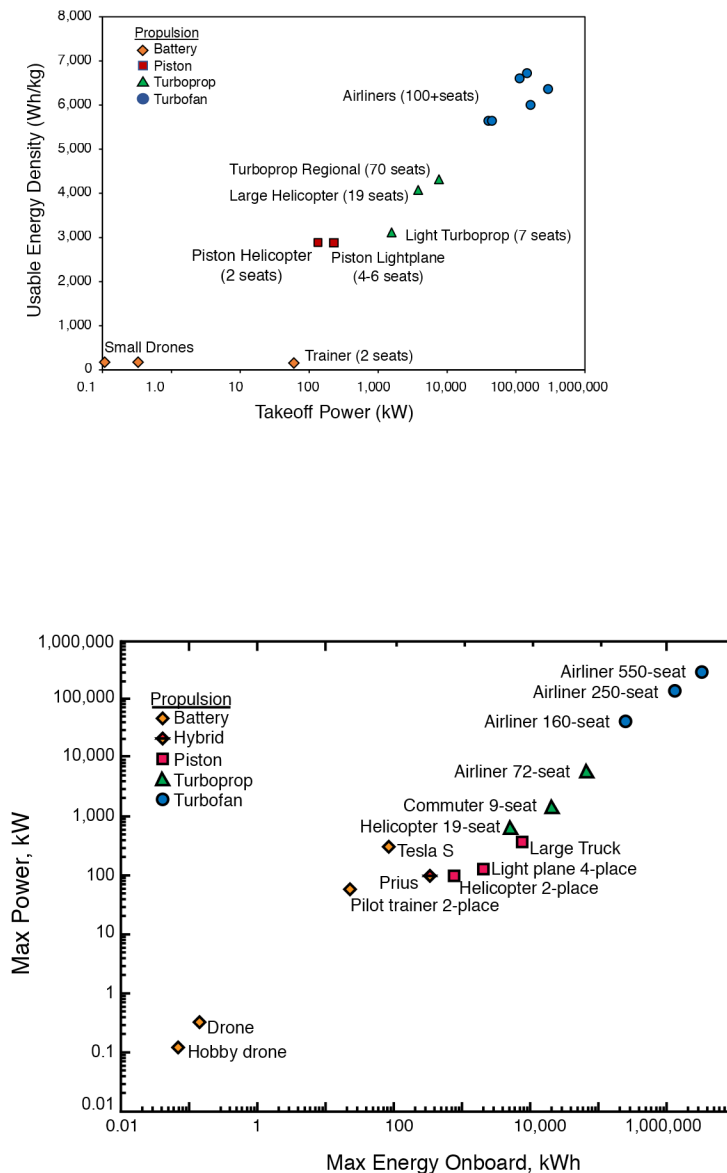 8,000
7,000
6,000
5,000
4,000
3,000
2,000
1,000
0
Usable Energy Density (Wh/kg)
Propulsion
Battery
Piston
Turboprop
Turbofan
Airliners (100+seats)
Turboprop Regional (70 seats)
Large Helicopter (19 seats)
Light Turboprop (7 seats)
Piston Helicopter
(2 seats)
Piston Lightplane
(4-6 seats)
Small Drones
Trainer (2 seats)
0.1 1.0 10 100 1,000 10,000 100,000 1,000,000
Takeoff Power (kW)
1,000,000
100,000
10,000
1,000
100
10
1
0.1
0.01
Max Power, kW
Propulsion
Battery
Hybrid
Piston
Turboprop
Turbofan
Airliner 550-seat
Airliner 250-seat
Airliner 160-seat
Airliner 72-seat
Commuter 9-seat
Helicopter 19-seat
Large Truck
Tesla S
Light plane 4-place
Prius
Helicopter 2-place
Pilot trainer 2-place
Drone
Hobby drone
0.01 1 100 10,000 1,000,000
Max Energy Onboard, kWh